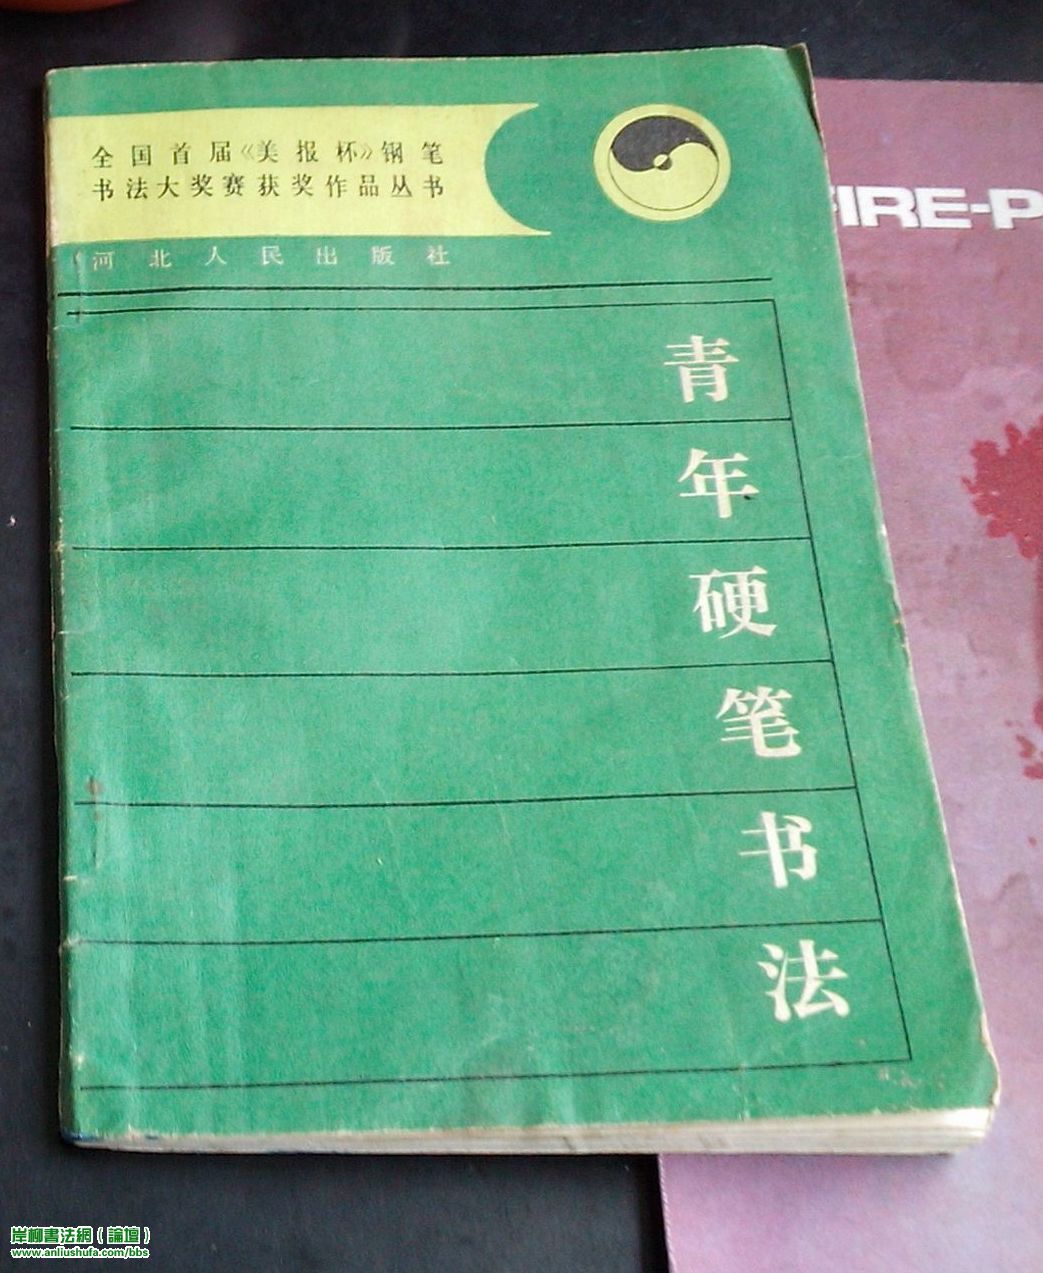 全国首届《美报杯》钢笔
书法大奖赛获奖作品丛书
河北人民出版社
青年硬笔书法
FIRE-P
岸柳書法網（論壇）
www.anliushufa.com/bbs